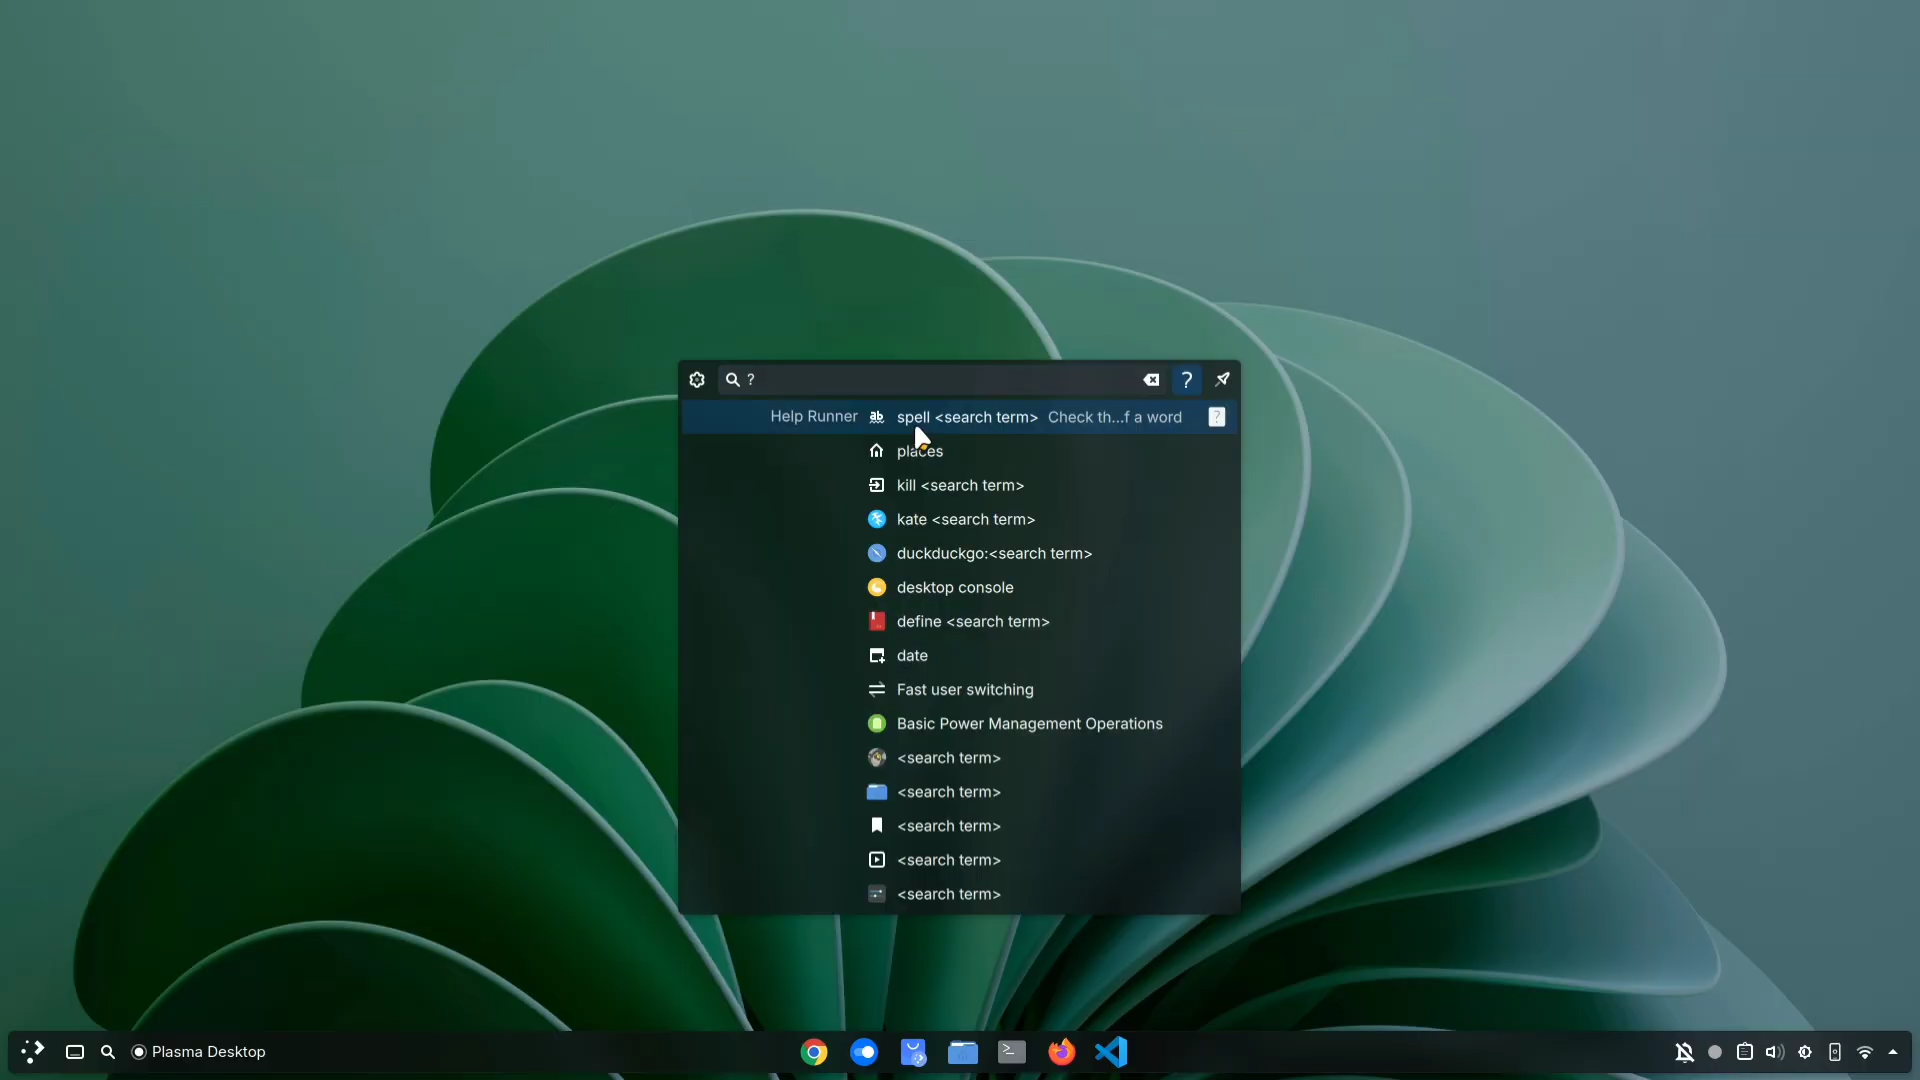 ?
?
Help Runner spell <search term> Check th...f a word ?
places
kill <search term>
kate <search term>
duckduckgo:<search term>
desktop console
define <search term>
date
Fast user switching
Basic Power Management Operations
<search term>
<search term>
<search term>
<search term>
<search term>
Plasma Desktop